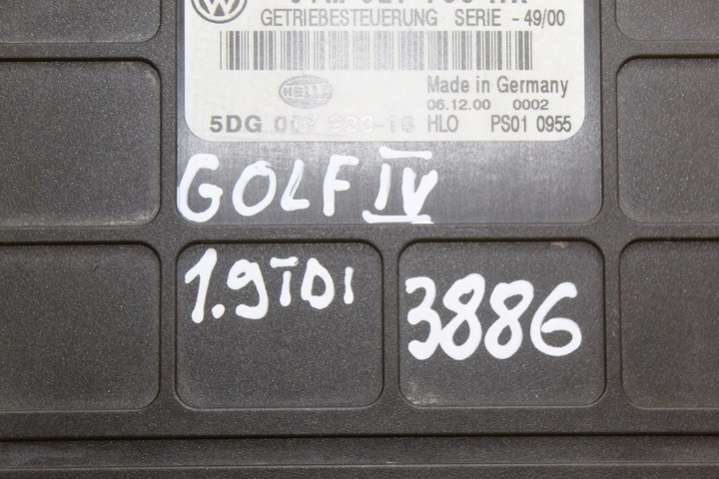 GETRIEBESTEUERUNG SERIE - 49/00
HELLA
Made in Germany
06.12.00 0002
5DG
HLO PS01 0955
GOLF IV
1.9TDI
3886